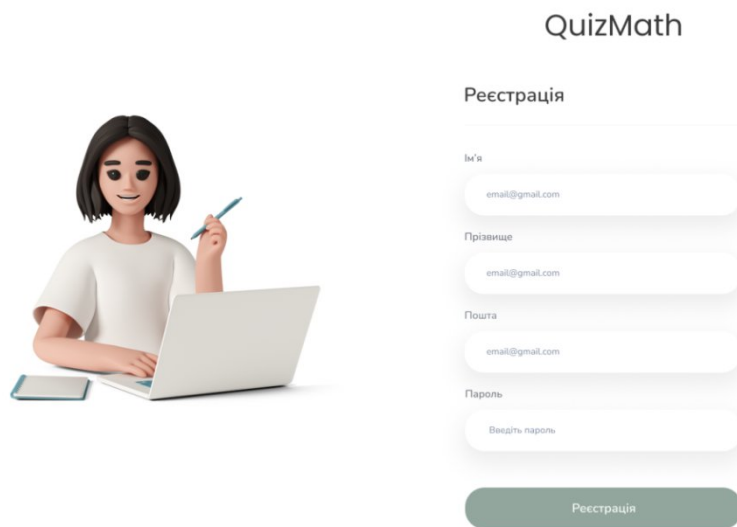 QuizMath
Реєстрація
Ім'я
email@gmail.com
Прізвище
email@gmail.com
Пошта
email@gmail.com
Пароль
Введіть пароль
Реєстрація